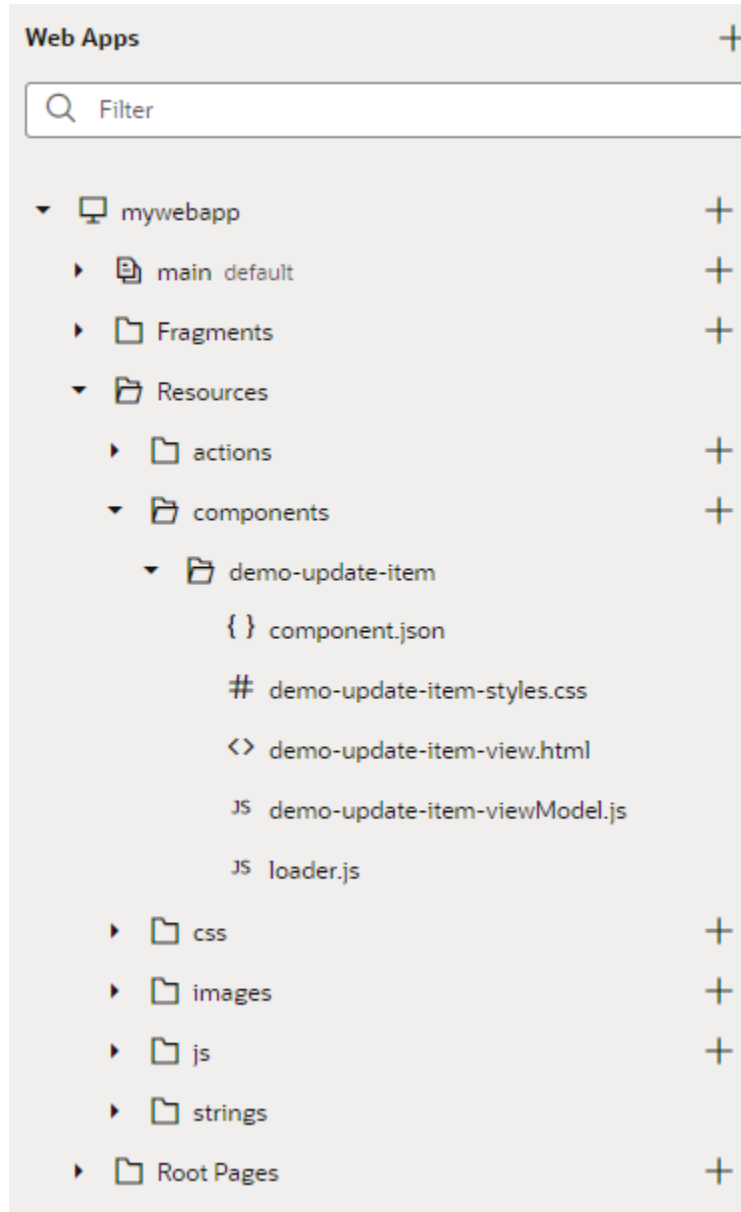 Web Apps
Filter
mywebapp
main default
Fragments
Resources
actions
components
demo-update-item
{ } component.json
# demo-update-item-styles.css
<> demo-update-item-view.html
JS demo-update-item-viewModel.js
JS loader.js
css
images
js
strings
Root Pages